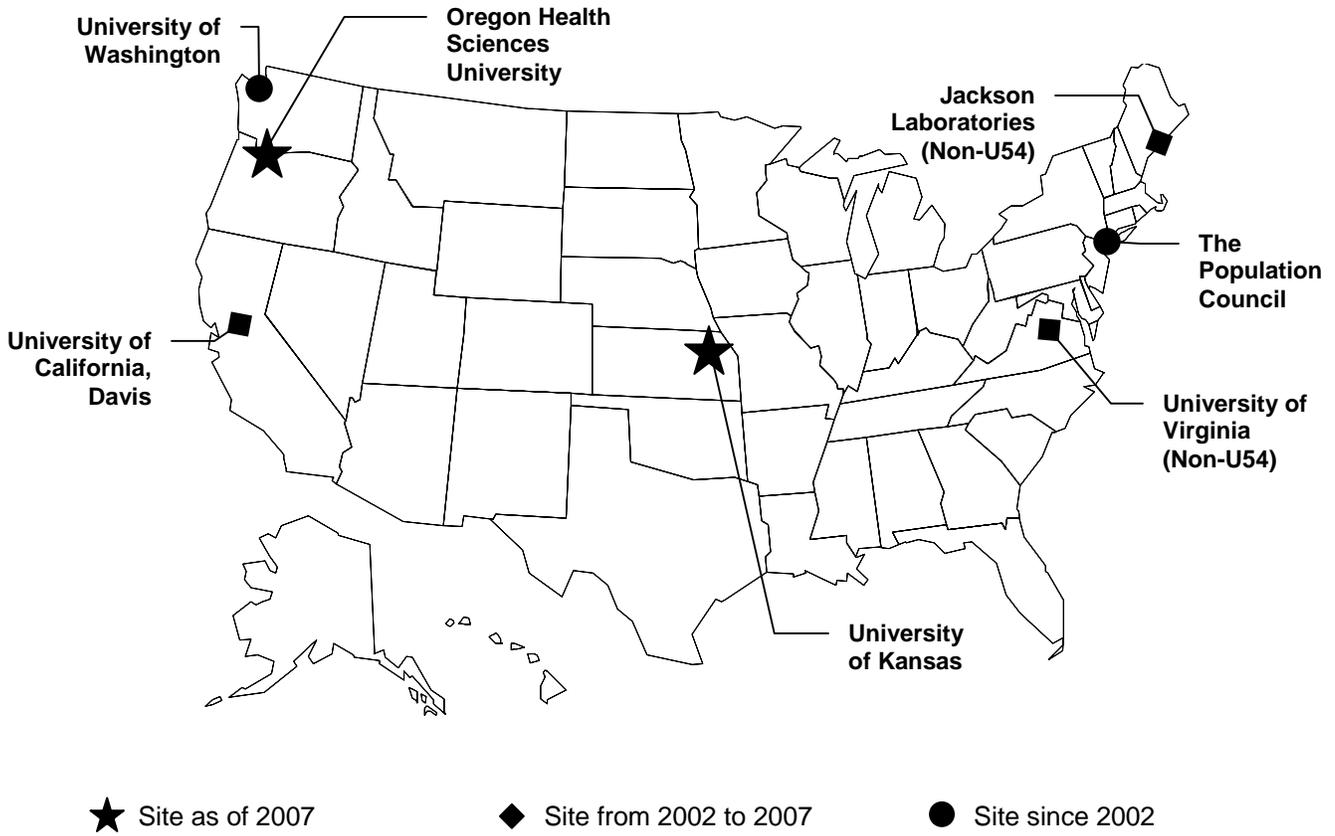 University of
Washington
Oregon Health
Sciences
University
Jackson
Laboratories
(Non-U54)
The
Population
Council
University of
California,
Davis
University of
Virginia
(Non-U54)
University
of Kansas
Site as of 2007
Site from 2002 to 2007
Site since 2002